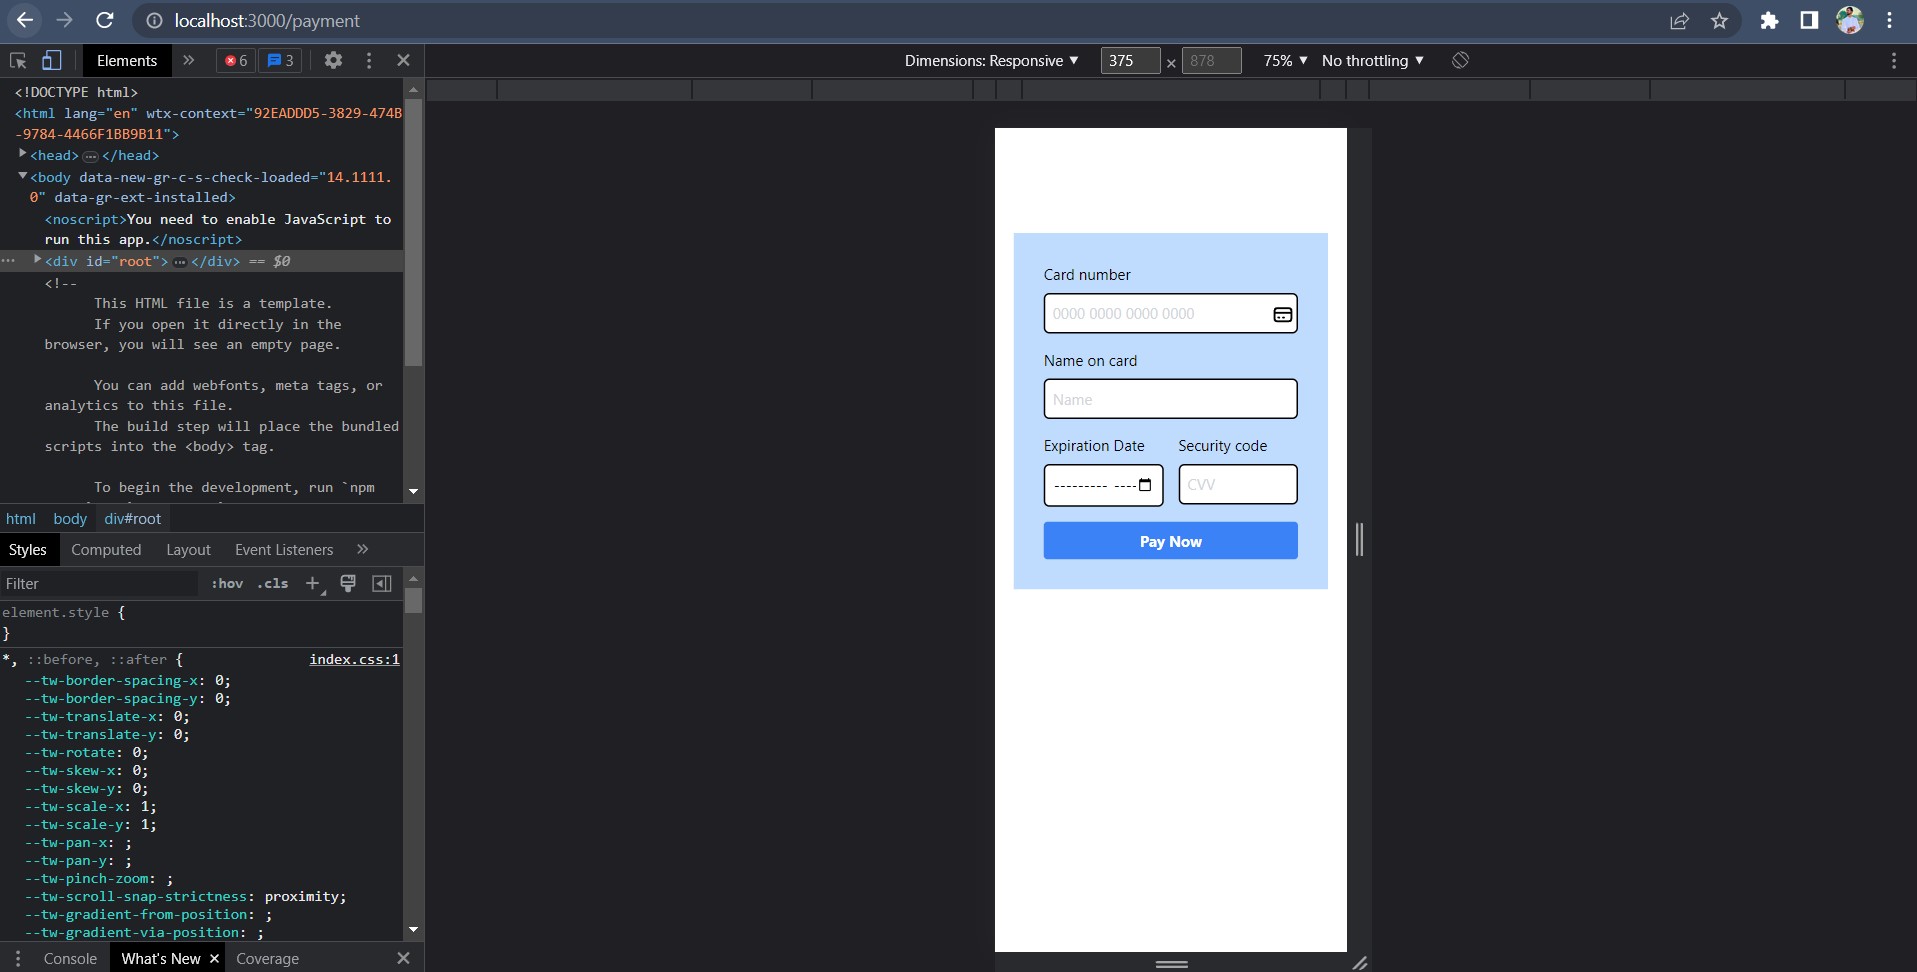 localhost:3000/payment
Elements
6
3
Dimensions: Responsive
375
×
878
75%
No throttling
<!DOCTYPE html>
<html lang="en" wtx-context="92EADDD5-3829-474B
-9784-4466F1BB9B11">
<head> … </head>
<body data-new-gr-c-s-check-loaded="14.1111.
0" data-gr-ext-installed>
<noscript>You need to enable JavaScript to
run this app.</noscript>
<div id="root"> … </div> == $0
<!--
This HTML file is a template.
If you open it directly in the
browser, you will see an empty page.
You can add webfonts, meta tags, or
analytics to this file.
The build step will place the bundled
scripts into the <body> tag.
To begin the development, run `npm
html body div#root
Styles Computed Layout Event Listeners
Filter
:hov .cls
element.style {
}
*, ::before, ::after {
index.css:1
--tw-border-spacing-x: 0;
--tw-border-spacing-y: 0;
--tw-translate-x: 0;
--tw-translate-y: 0;
--tw-rotate: 0;
--tw-skew-x: 0;
--tw-skew-y: 0;
--tw-scale-x: 1;
--tw-scale-y: 1;
--tw-pan-x: ;
--tw-pan-y: ;
--tw-pinch-zoom: ;
--tw-scroll-snap-strictness: proximity;
--tw-gradient-from-position: ;
--tw-gradient-via-position: ;
Console What's New Coverage
Card number
0000 0000 0000 0000
Name on card
Name
Expiration Date Security code
--------- ---- CVV
Pay Now